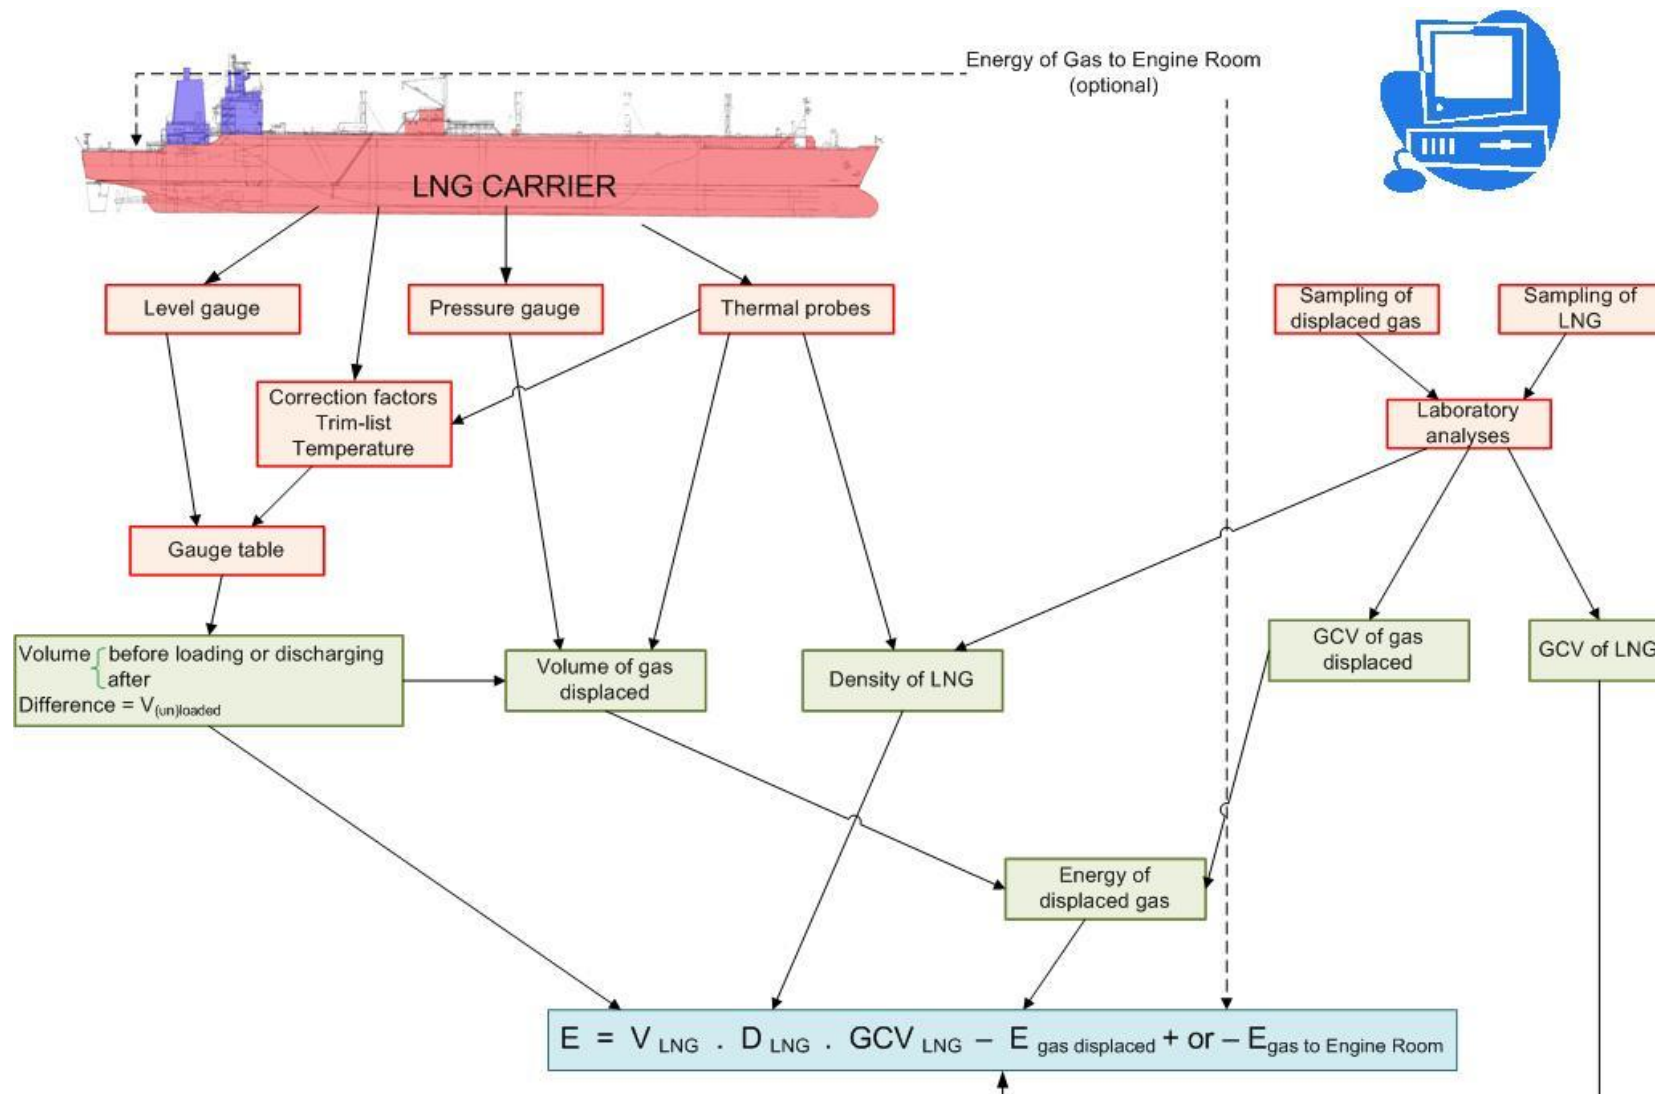 Energy of Gas to Engine Room
(optional)
LNG CARRIER
Level gauge
Pressure gauge
Thermal probes
Sampling of
displaced gas
Sampling of
LNG
Correction factors
Trim-list
Temperature
Laboratory
analyses
Gauge table
Volume { before loading or discharging
after
Difference = V(un)loaded
Volume of gas
displaced
Density of LNG
GCV of gas
displaced
GCV of LNG
Energy of
displaced gas
E = V LNG . D LNG . GCV LNG – E gas displaced + or – E gas to Engine Room